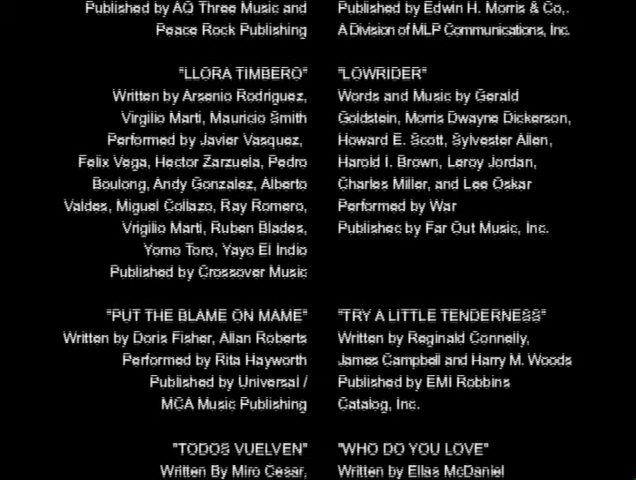 Published by AQ Three Music and
Peace Rock Publishing
"LLORA TIMBERO"
Written by Arsenio Rodriguez,
Virgilio Marti, Mauricio Smith
Performed by Javier Vasquez,
Felix Vega, Hector Zarzuela, Pedro
Boulong, Andy Gonzalez, Alberto
Valdes, Miguel Collazo, Ray Romero,
Vrigilio Marti, Ruben Blades,
Yomo Toro, Yayo El Indio
Published by Crossover Music
"PUT THE BLAME ON MAME"
Written by Doris Fisher, Allan Roberts
Performed by Rita Hayworth
Published by Universal /
MCA Music Publishing
"TODOS VUELVEN"
Written By Miro Cesar,
Published by Edwin H. Morris & Co,.
A Division of MLP Communications, Inc.
"LOWRIDER"
Words and Music by Gerald
Goldstein, Morris Dwayne Dickerson,
Howard E. Scott, Sylvester Allen,
Harold I. Brown, Leroy Jordan,
Charles Miller, and Lee Oskar
Performed by War
Published by Far Out Music, Inc.
"TRY A LITTLE TENDERNESS"
Written by Reginald Connelly,
James Campbell and Harry M. Woods
Published by EMI Robbins
Catalog, Inc.
"WHO DO YOU LOVE"
Written by Ellas McDaniel